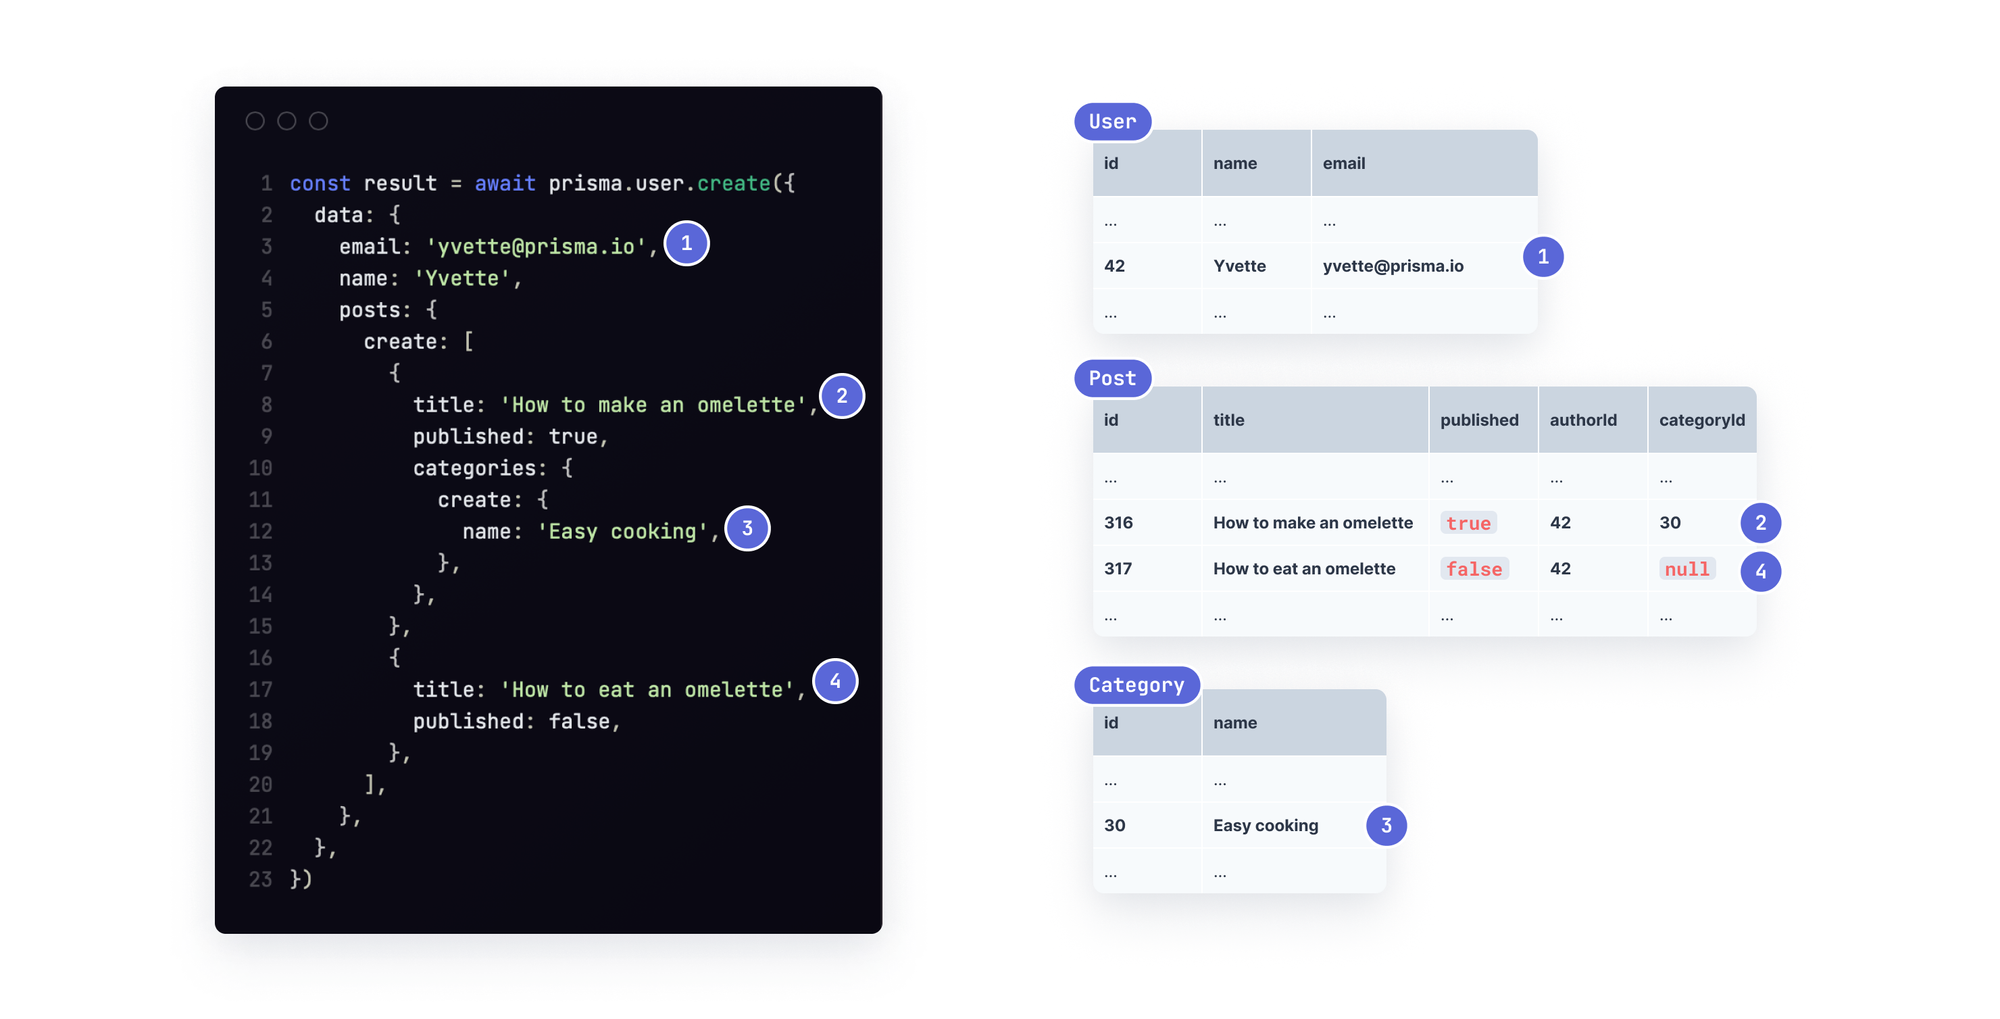 1 const result = await prisma.user.create({
2 data: {
3 email: 'yvette@prisma.io', 1
4 name: 'Yvette',
5 posts: {
6 create: [
7 {
8 title: 'How to make an omelette', 2
9 published: true,
10 categories: {
11 create: {
12 name: 'Easy cooking', 3
13 },
14 },
15 },
16 {
17 title: 'How to eat an omelette', 4
18 published: false,
19 },
20 ],
21 },
22 },
23 })
User
id name email
... ... ...
42 Yvette yvette@prisma.io 1
... ... ...
Post
id title published authorId categoryId
... ... ... ... ...
316 How to make an omelette true 42 30 2
317 How to eat an omelette false 42 null 4
... ... ... ... ...
Category
id name
... ...
30 Easy cooking 3
... ...